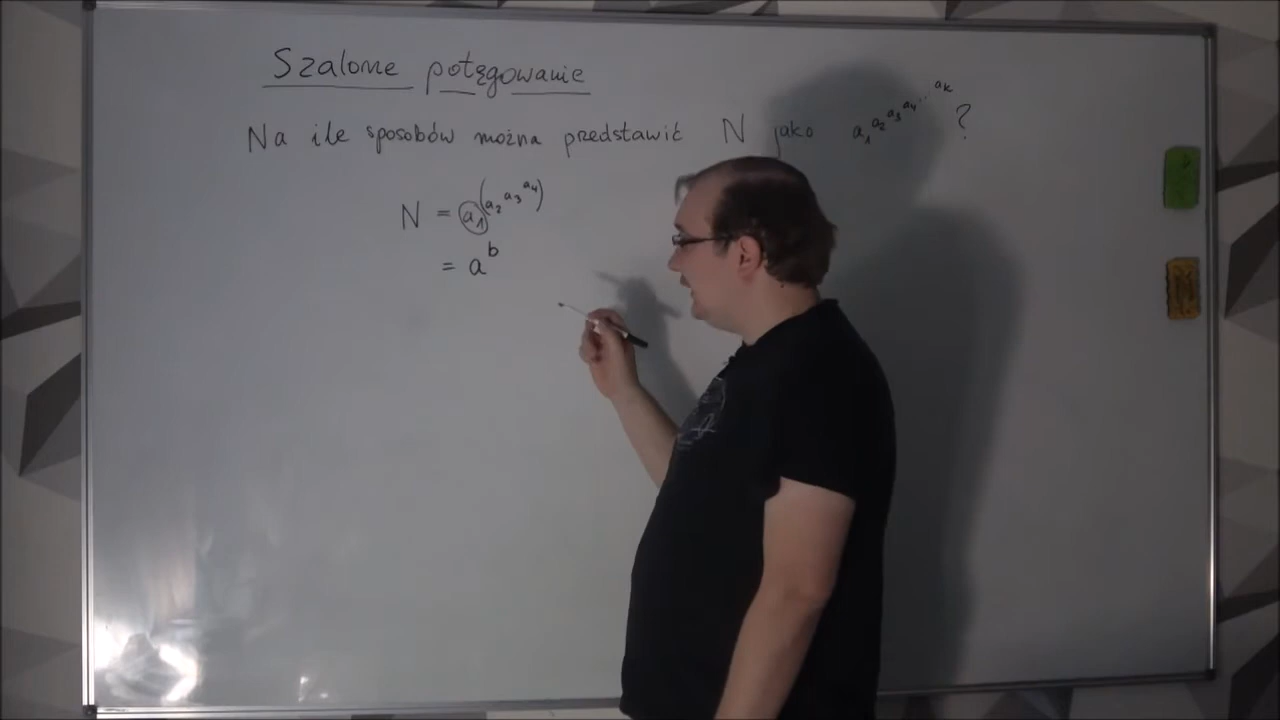 Szalone potęgowanie
Na ile sposobów można przedstawić N jako a₁^a₂^a₃^a₄^...^aₖ ?
N = a₁^(a₂^a₃^a₄)
= a^b